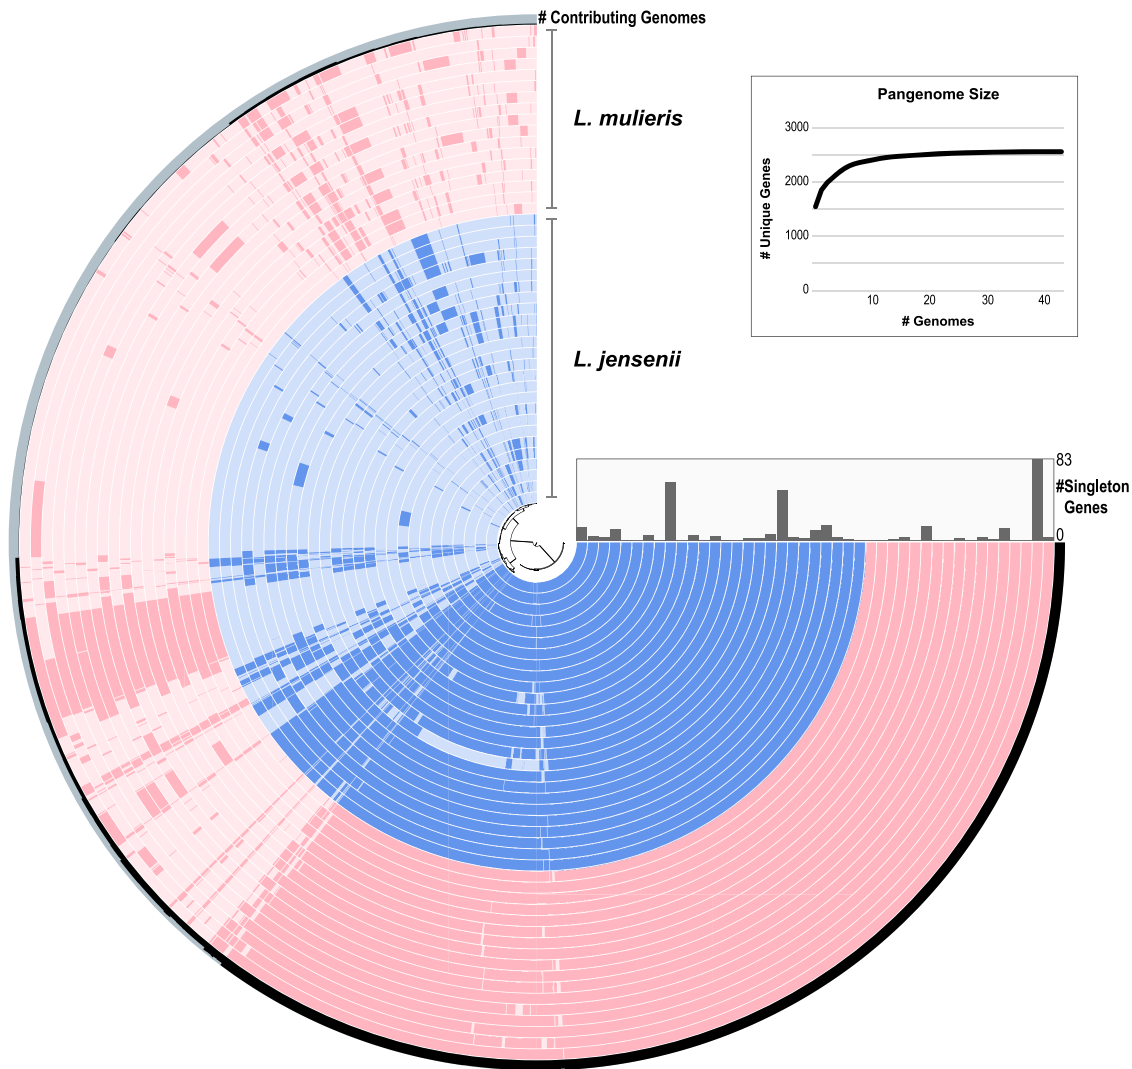 # Contributing Genomes
L. mulieris
L. jensenii
Pangenome Size
# Unique Genes
3000
2000
1000
0
10
20
30
40
# Genomes
83
#Singleton
Genes
0